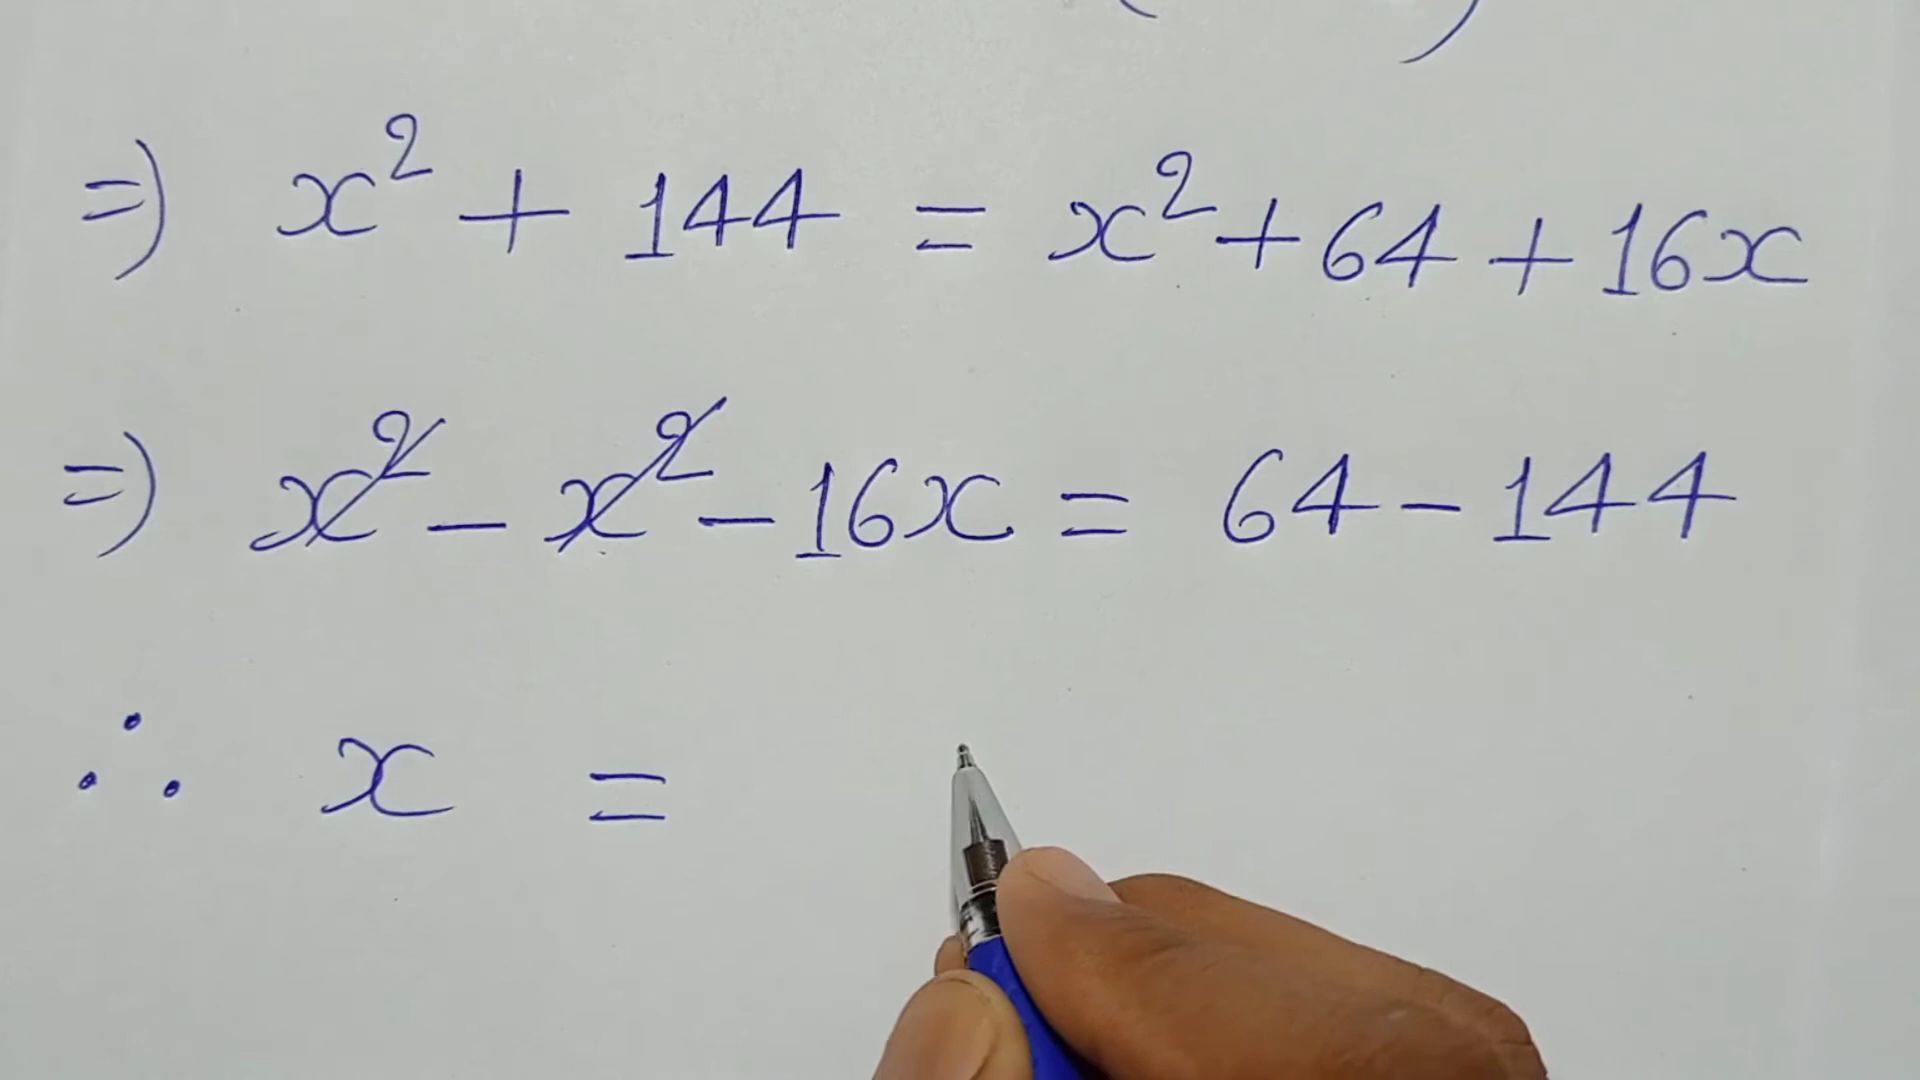 ( )
=) x² + 144 = x² + 64 + 16x
=) x² - x² - 16x = 64 - 144
∴ x =